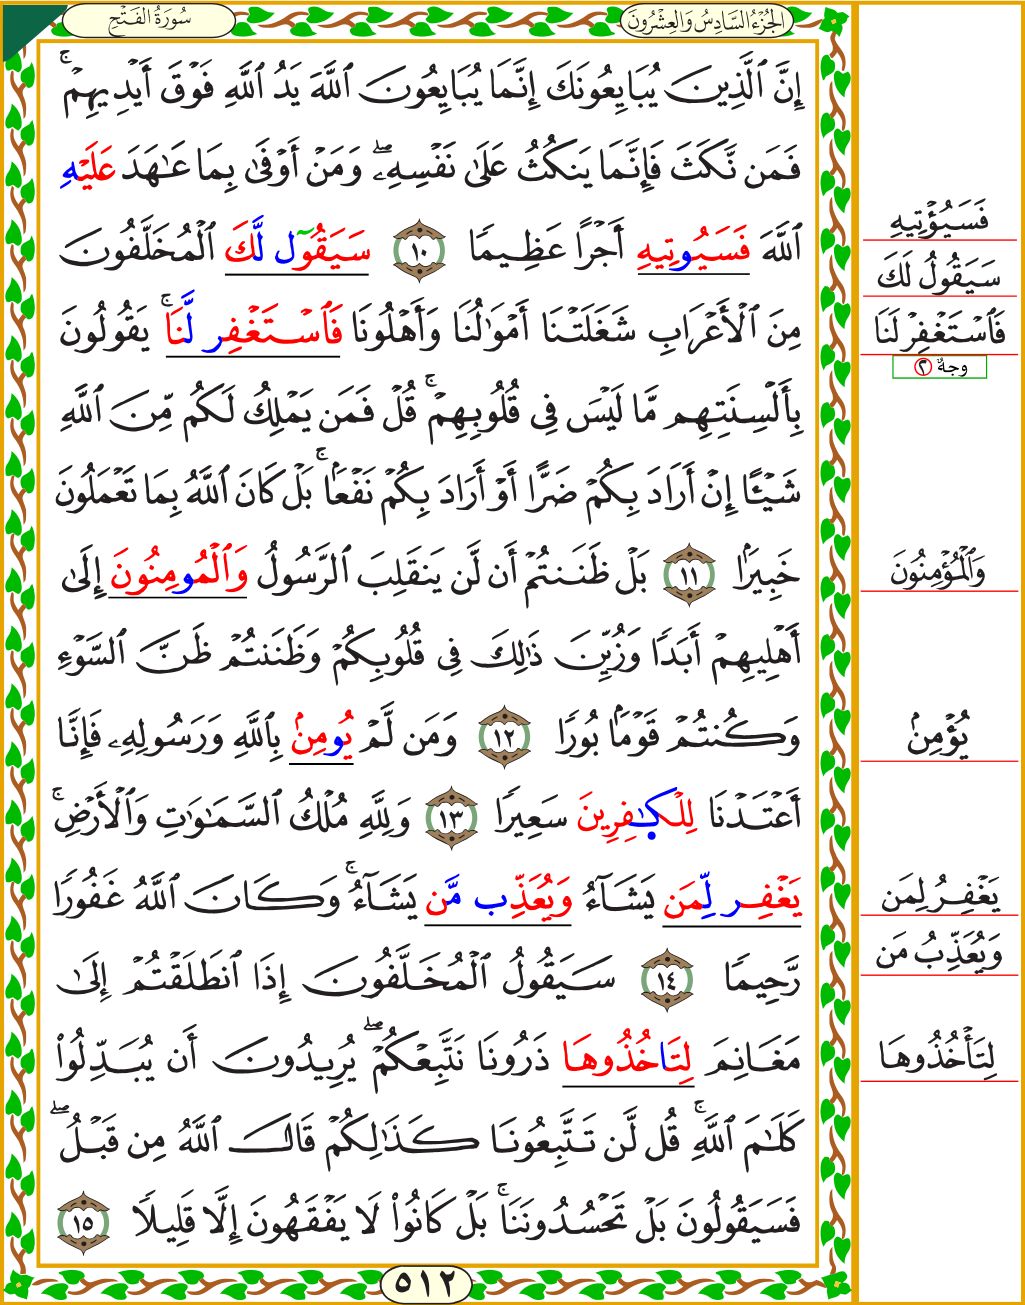 سُورَةُ الفَتْحِ
الجُزْءُ السَّادِسُ وَالعِشْرُونَ
إِنَّ ٱلَّذِينَ يُبَايِعُونَكَ إِنَّمَا يُبَايِعُونَ ٱللَّهَ يَدُ ٱللَّهِ فَوْقَ أَيْدِيهِمْۚ
فَمَن نَّكَثَ فَإِنَّمَا يَنكُثُ عَلَىٰ نَفْسِهِۦۖ وَمَنْ أَوْفَىٰ بِمَا عَٰهَدَ عَلَيْهِ
ٱللَّهَ فَسَيُوتِيهِ أَجْرًا عَظِيمًا ١٠ سَيَقُول لَّكَ ٱلْمُخَلَّفُونَ
مِنَ ٱلْأَعْرَابِ شَغَلَتْنَا أَمْوَٰلُنَا وَأَهْلُونَا فَٱسْتَغْفِر لَّنَاۚ يَقُولُونَ
بِأَلْسِنَتِهِم مَّا لَيْسَ فِى قُلُوبِهِمْۚ قُلْ فَمَن يَمْلِكُ لَكُم مِّنَ ٱللَّهِ
شَيْـًٔا إِنْ أَرَادَ بِكُمْ ضَرًّا أَوْ أَرَادَ بِكُمْ نَفْعَۢاۚ بَلْ كَانَ ٱللَّهُ بِمَا تَعْمَلُونَ
خَبِيرَۢا ١١ بَلْ ظَنَنتُمْ أَن لَّن يَنقَلِبَ ٱلرَّسُولُ وَٱلْمُومِنُونَ إِلَىٰ
أَهْلِيهِمْ أَبَدًا وَزُيِّنَ ذَٰلِكَ فِى قُلُوبِكُمْ وَظَنَنتُمْ ظَنَّ ٱلسَّوْءِ
وَكُنتُمْ قَوْمَۢا بُورًا ١٢ وَمَن لَّمْ يُومِنۢ بِٱللَّهِ وَرَسُولِهِۦ فَإِنَّا
أَعْتَدْنَا لِلْكَٰفِرِينَ سَعِيرًا ١٣ وَلِلَّهِ مُلْكُ ٱلسَّمَٰوَٰتِ وَٱلْأَرْضِۚ
يَغْفِر لِّمَن يَشَآءُ وَيُعَذِّب مَّن يَشَآءُۚ وَكَانَ ٱللَّهُ غَفُورًا
رَّحِيمًا ١٤ سَيَقُولُ ٱلْمُخَلَّفُونَ إِذَا ٱنطَلَقْتُمْ إِلَىٰ
مَغَانِمَ لِتَاخُذُوهَا ذَرُونَا نَتَّبِعْكُمْۖ يُرِيدُونَ أَن يُبَدِّلُوا۟
كَلَٰمَ ٱللَّهِۚ قُل لَّن تَتَّبِعُونَا كَذَٰلِكُمْ قَالَ ٱللَّهُ مِن قَبْلُۖ
فَسَيَقُولُونَ بَلْ تَحْسُدُونَنَاۚ بَلْ كَانُوا۟ لَا يَفْقَهُونَ إِلَّا قَلِيلًا ١٥
٥١٢
فَسَيُؤْتِيهِ
سَيَقُولُ لَكَ
فَٱسْتَغْفِرْ لَنَا
وجهٌ ٢
وَٱلْمُؤْمِنُونَ
يُؤْمِنۢ
يَغْفِرُ لِمَن
وَيُعَذِّبُ مَن
لِتَأْخُذُوهَا